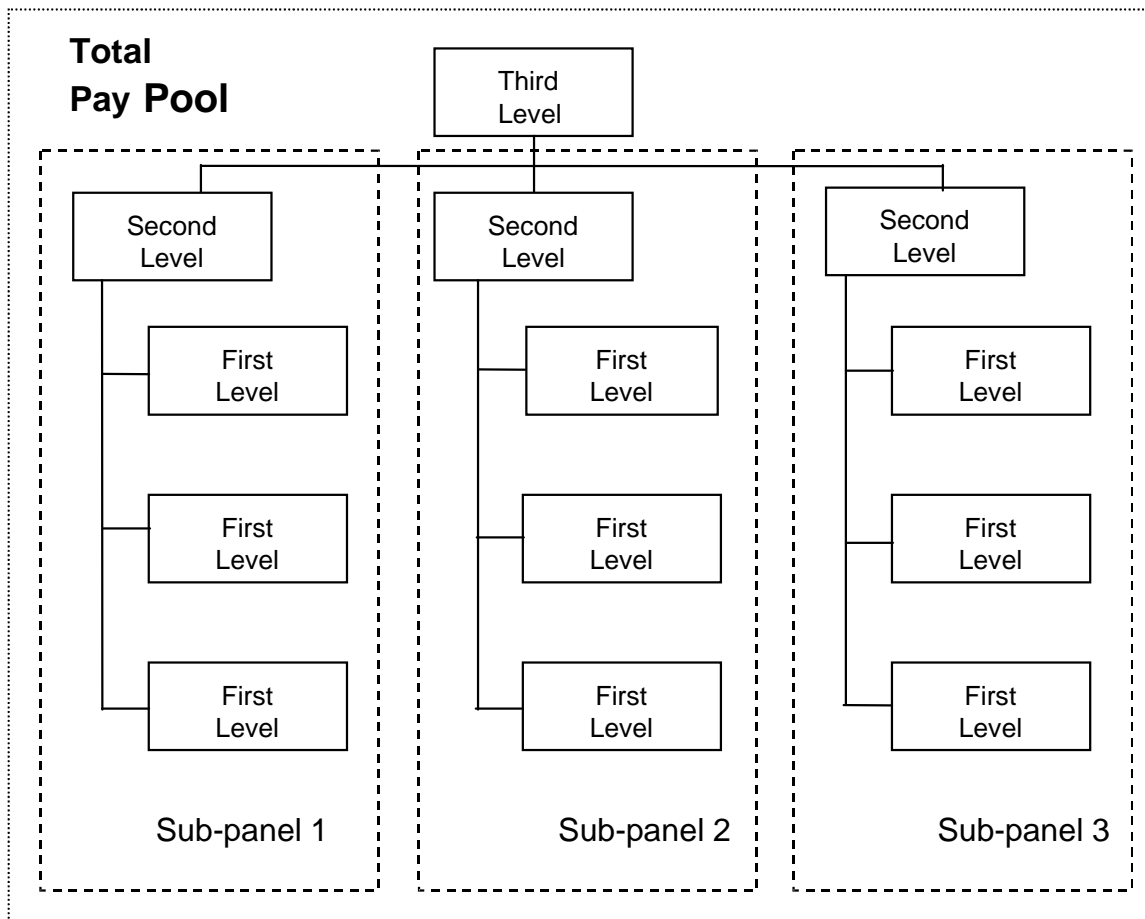 Total
Pay Pool
Third
Level
Second
Level
First
Level
First
Level
First
Level
Sub-panel 1
Second
Level
First
Level
First
Level
First
Level
Sub-panel 2
Second
Level
First
Level
First
Level
First
Level
Sub-panel 3